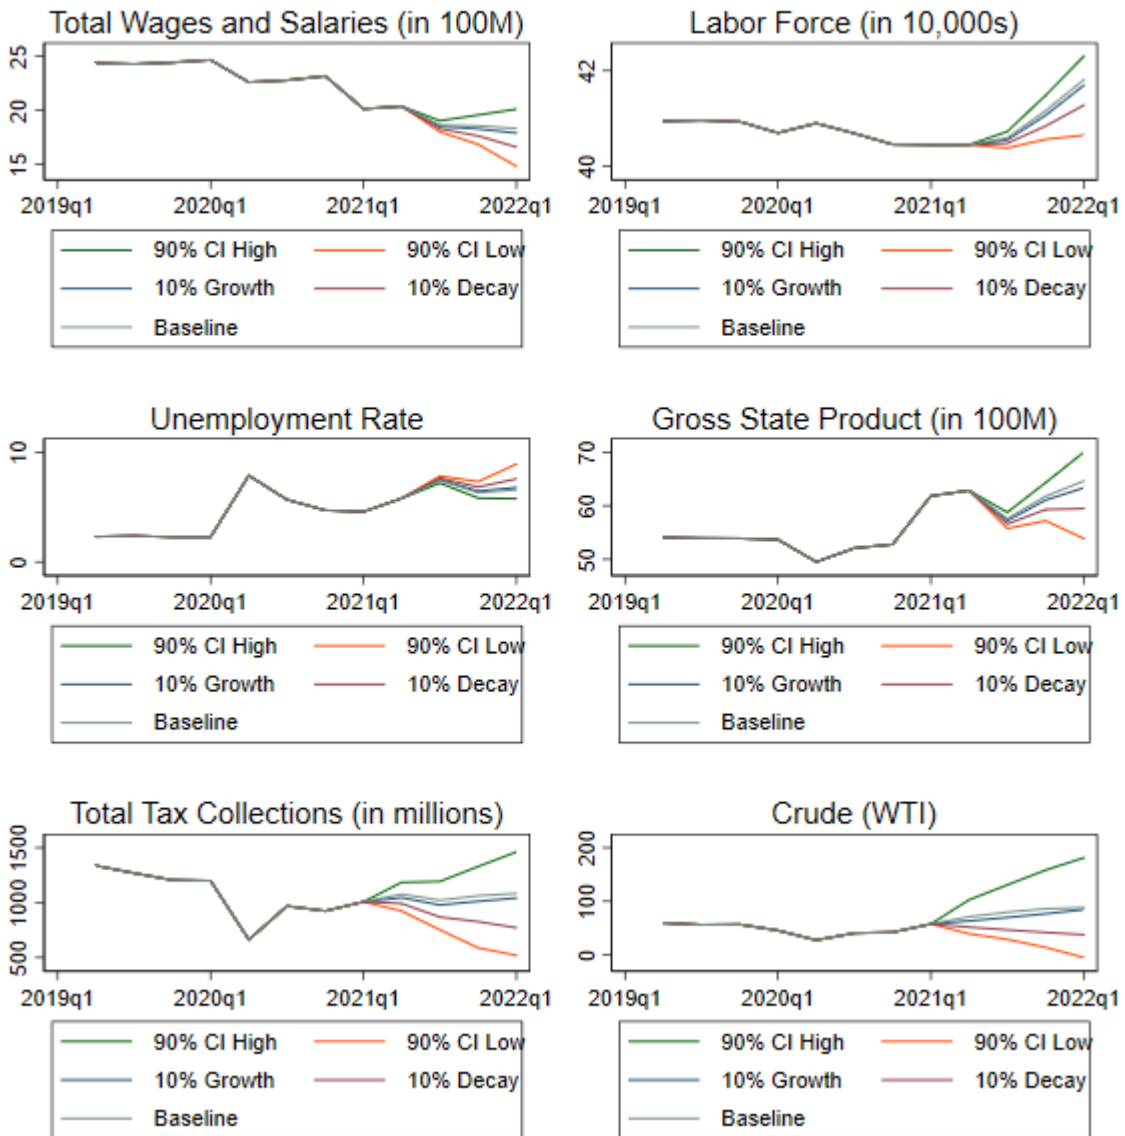 Total Wages and Salaries (in 100M)
25
20
15
2019q1 2020q1 2021q1 2022q1
90% CI High 90% CI Low
10% Growth 10% Decay
Baseline
Labor Force (in 10,000s)
42
40
2019q1 2020q1 2021q1 2022q1
90% CI High 90% CI Low
10% Growth 10% Decay
Baseline
Unemployment Rate
10
0
2019q1 2020q1 2021q1 2022q1
90% CI High 90% CI Low
10% Growth 10% Decay
Baseline
Gross State Product (in 100M)
70
60
50
2019q1 2020q1 2021q1 2022q1
90% CI High 90% CI Low
10% Growth 10% Decay
Baseline
Total Tax Collections (in millions)
1500
1000
500
2019q1 2020q1 2021q1 2022q1
90% CI High 90% CI Low
10% Growth 10% Decay
Baseline
Crude (WTI)
200
100
0
2019q1 2020q1 2021q1 2022q1
90% CI High 90% CI Low
10% Growth 10% Decay
Baseline